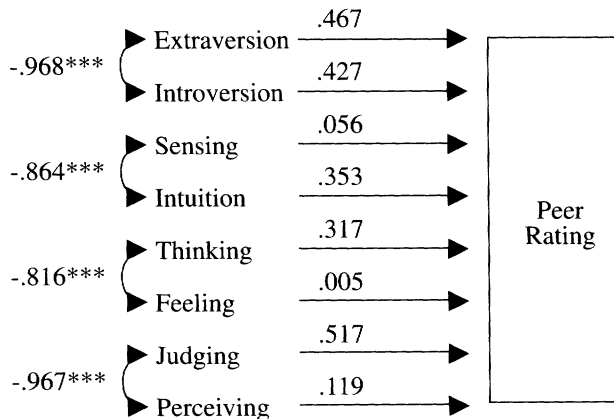 .467
Extraversion
-.968***
.427
Introversion
.056
Sensing
-.864***
.353
Intuition
Peer
Rating
.317
Thinking
-.816***
.005
Feeling
.517
Judging
-.967***
.119
Perceiving